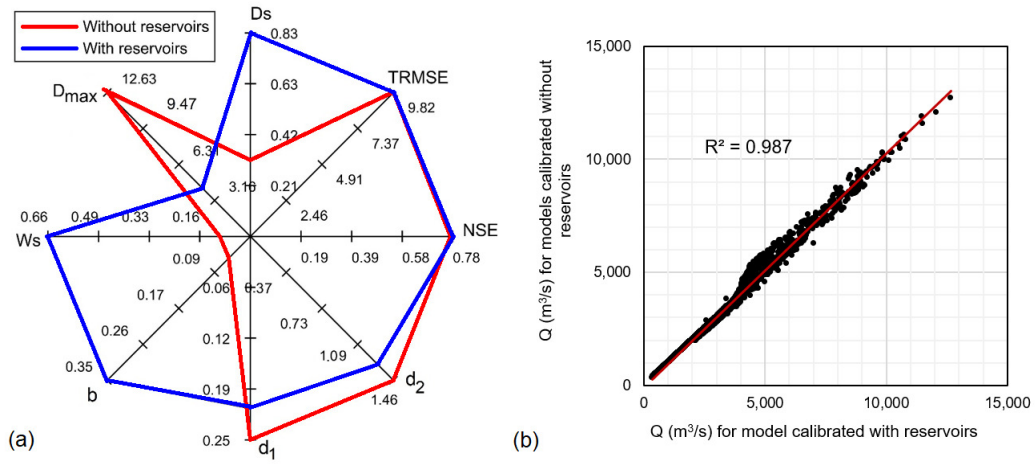 Without reservoirs
With reservoirs
Ds
0.83
0.63
0.42
0.21
TRMSE
9.82
7.37
4.91
2.46
NSE
0.19
0.39
0.58
0.78
d2
0.37
0.73
1.09
1.46
d1
0.06
0.12
0.19
0.25
b
0.09
0.17
0.26
0.35
Ws
0.66
0.49
0.33
0.16
Dmax
12.63
9.47
3.16
(a)
Q (m³/s) for models calibrated without
reservoirs
15,000
10,000
5,000
0
R² = 0.987
0
5,000
10,000
15,000
Q (m³/s) for model calibrated with reservoirs
(b)